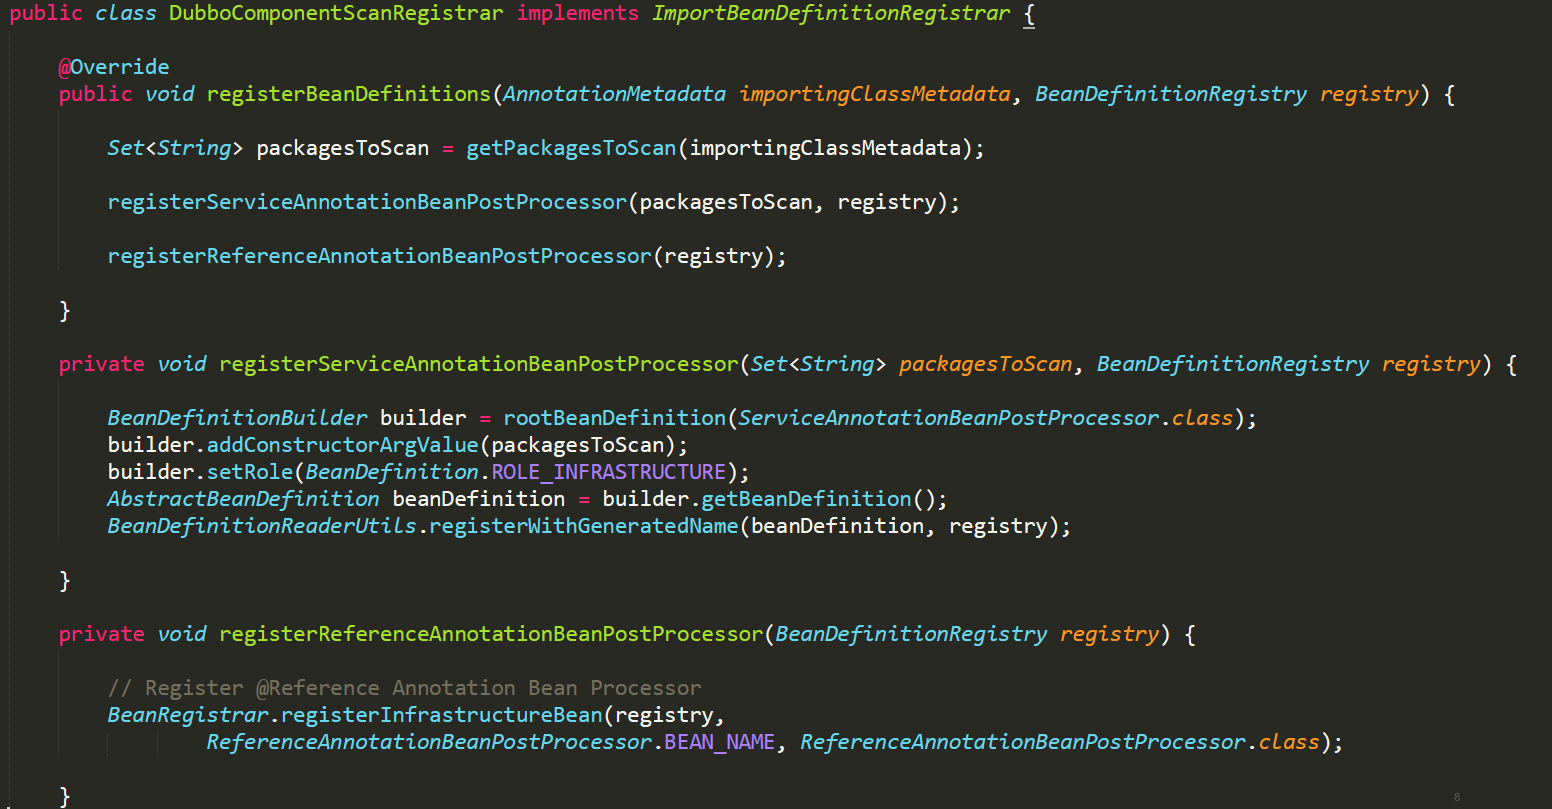 public class DubboComponentScanRegistrar implements ImportBeanDefinitionRegistrar {
@Override
public void registerBeanDefinitions(AnnotationMetadata importingClassMetadata, BeanDefinitionRegistry registry) {
Set<String> packagesToScan = getPackagesToScan(importingClassMetadata);
registerServiceAnnotationBeanPostProcessor(packagesToScan, registry);
registerReferenceAnnotationBeanPostProcessor(registry);
}
private void registerServiceAnnotationBeanPostProcessor(Set<String> packagesToScan, BeanDefinitionRegistry registry) {
BeanDefinitionBuilder builder = rootBeanDefinition(ServiceAnnotationBeanPostProcessor.class);
builder.addConstructorArgValue(packagesToScan);
builder.setRole(BeanDefinition.ROLE_INFRASTRUCTURE);
AbstractBeanDefinition beanDefinition = builder.getBeanDefinition();
BeanDefinitionReaderUtils.registerWithGeneratedName(beanDefinition, registry);
}
private void registerReferenceAnnotationBeanPostProcessor(BeanDefinitionRegistry registry) {
// Register @Reference Annotation Bean Processor
BeanRegistrar.registerInfrastructureBean(registry,
ReferenceAnnotationBeanPostProcessor.BEAN_NAME, ReferenceAnnotationBeanPostProcessor.class);
}
8